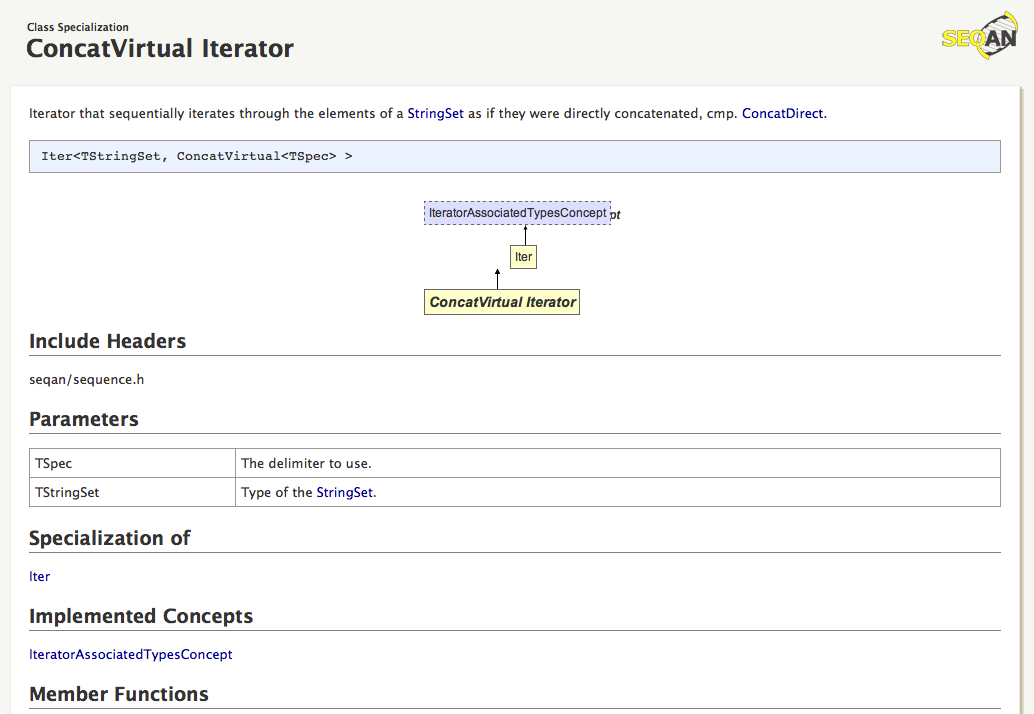 Class Specialization
ConcatVirtual Iterator
SEQAN
Iterator that sequentially iterates through the elements of a StringSet as if they were directly concatenated, cmp. ConcatDirect.
Iter<TStringSet, ConcatVirtual<TSpec> >
IteratorAssociatedTypesConcept pt
Iter
ConcatVirtual Iterator
Include Headers
seqan/sequence.h
Parameters
TSpec The delimiter to use.
TStringSet Type of the StringSet.
Specialization of
Iter
Implemented Concepts
IteratorAssociatedTypesConcept
Member Functions